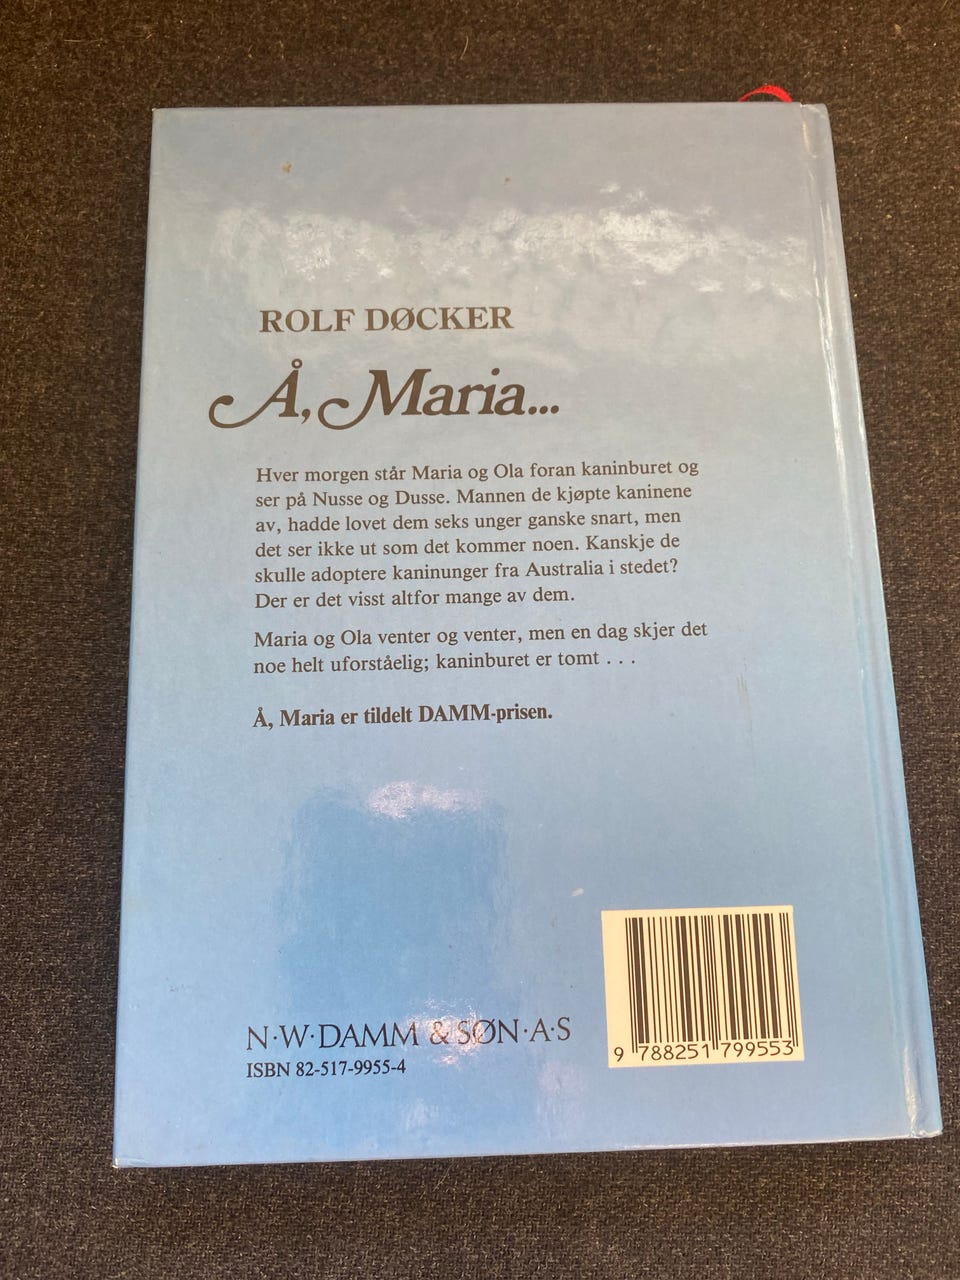 ROLF DØCKER
Å, Maria...
Hver morgen står Maria og Ola foran kaninburet og
ser på Nusse og Dusse. Mannen de kjøpte kaninene
av, hadde lovet dem seks unger ganske snart, men
det ser ikke ut som det kommer noen. Kanskje de
skulle adoptere kaninunger fra Australia i stedet?
Der er det visst altfor mange av dem.
Maria og Ola venter og venter, men en dag skjer det
noe helt uforståelig; kaninburet er tomt . . .
Å, Maria er tildelt DAMM-prisen.
N·W·DAMM & SØN·A·S
ISBN 82-517-9955-4
9 788251 799553